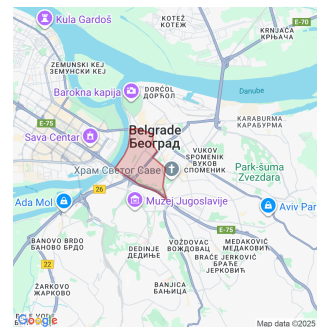 Kula Gardoš
КОТЕŽ
КОТЕЖ
E-70
KRNJAČA
КРЊАЧА
ZEMUNSKI KEJ
ЗЕМУНСКИ КЕЈ
Barokna kapija
DORĆOL
ДОРЋОЛ
Danube
E-75
Sava Centar
Belgrade
Београд
KARABURMA
КАРАБУРМА
VUKOV
SPOMENIK
ВУКОВ
СПОМЕНИК
Храм Светог Саве
Park-šuma
Zvezdara
Ada Mol
26
Muzej Jugoslavije
Aviv Par
E-75
BANOVO BRDO
БАНОВО БРДО
DEDINJE
ДЕДИЊЕ
VOŽDOVAC
ВОЖДОВАЦ
MEDAKOVIĆ
МЕДАКОВИЋ
BRAĆE JERKOVIĆ
БРАЋЕ
ЈЕРКОВИЋ
22
ŽARKOVO
ЖАРКОВО
BANJICA
БАЊИЦА
Google
Map data ©2025